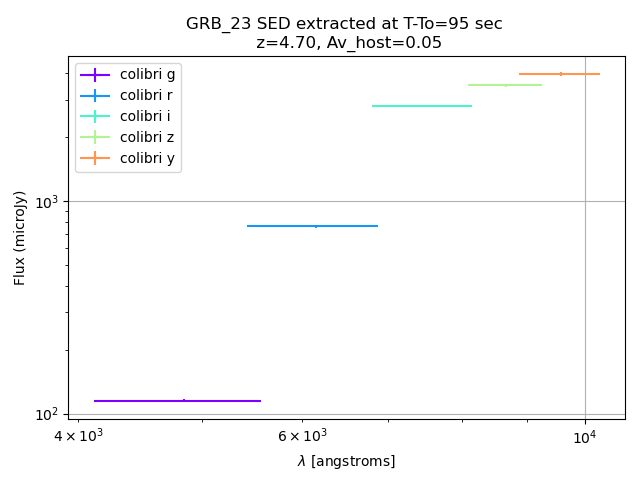 GRB_23 SED extracted at T-To=95 sec
z=4.70, Av_host=0.05
colibri g
colibri r
colibri i
colibri z
colibri y
Flux (microJy)
10³
10²
4 × 10³
6 × 10³
10⁴
λ [angstroms]